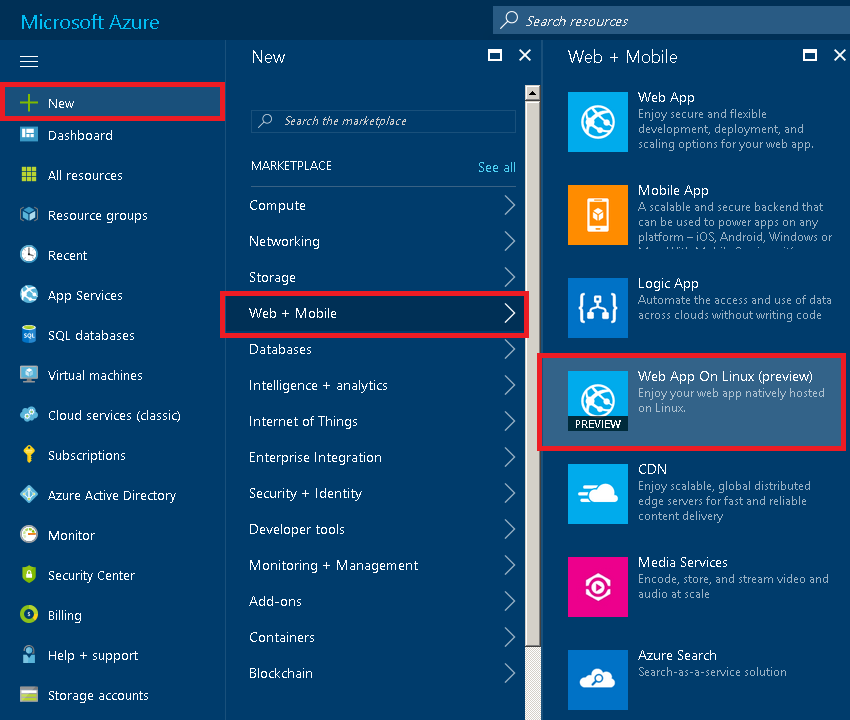 Microsoft Azure
Search resources
New
Dashboard
All resources
Resource groups
Recent
App Services
SQL
SQL databases
Virtual machines
Cloud services (classic)
Subscriptions
Azure Active Directory
Monitor
Security Center
Billing
Help + support
Storage accounts
New
Search the marketplace
MARKETPLACE
See all
Compute
Networking
Storage
Web + Mobile
Databases
Intelligence + analytics
Internet of Things
Enterprise Integration
Security + Identity
Developer tools
Monitoring + Management
Add-ons
Containers
Blockchain
Web + Mobile
Web App
Enjoy secure and flexible
development, deployment, and
scaling options for your web app.
Mobile App
A scalable and secure backend that
can be used to power apps on any
platform – iOS, Android, Windows or
Logic App
Automate the access and use of data
across clouds without writing code
Web App On Linux (preview)
Enjoy your web app natively hosted
on Linux.
PREVIEW
CDN
Enjoy scalable, global distributed
edge servers for fast and reliable
content delivery
Media Services
Encode, store, and stream video and
audio at scale
Azure Search
Search-as-a-service solution